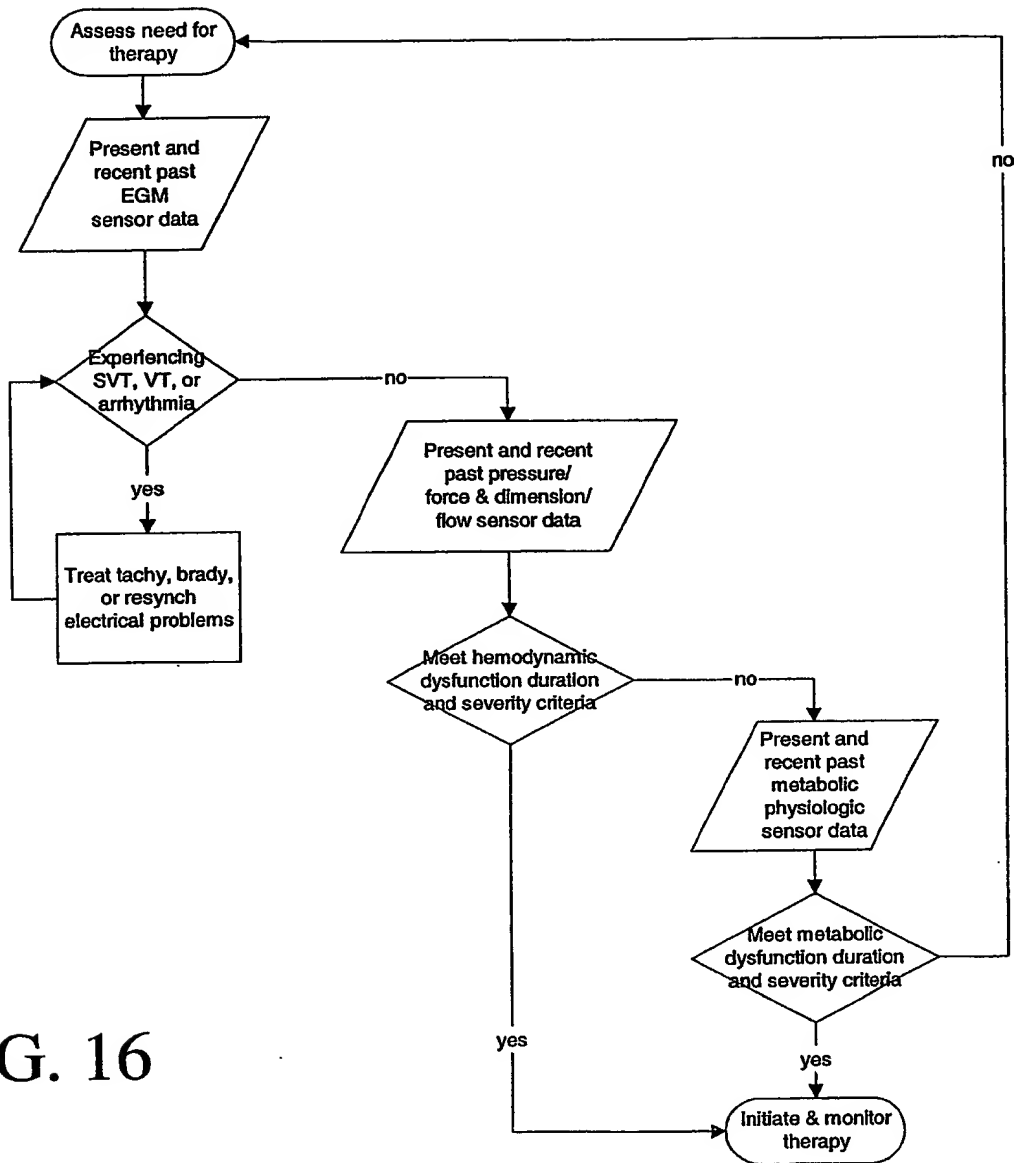 Assess need for
therapy
Present and
recent past
EGM
sensor data
Experiencing
SVT, VT, or
arrhythmia
no
yes
Treat tachy, brady,
or resynch
electrical problems
Present and recent
past pressure/
force & dimension/
flow sensor data
Meet hemodynamic
dysfunction duration
and severity criteria
no
yes
Present and
recent past
metabolic
physiologic
sensor data
Meet metabolic
dysfunction duration
and severity criteria
no
yes
Initiate & monitor
therapy
G. 16